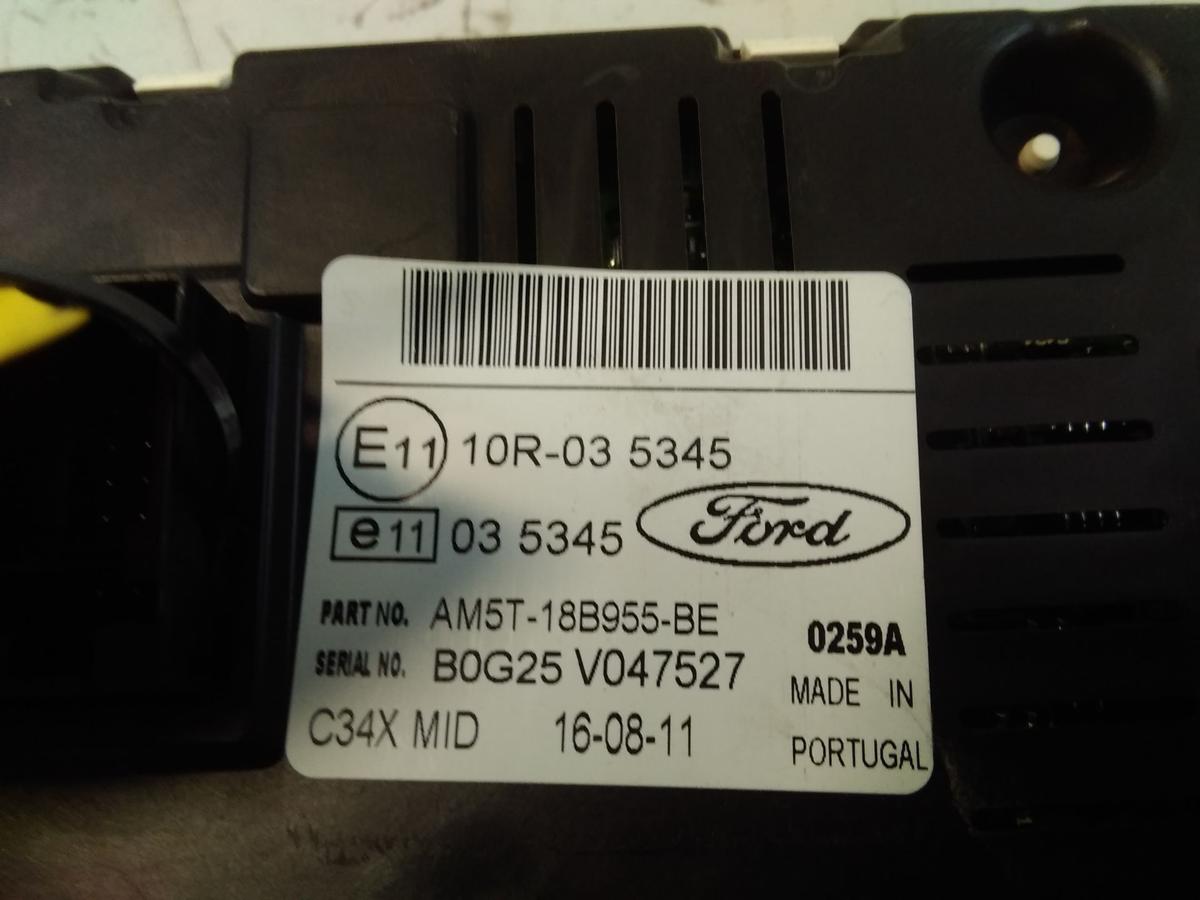 E11 10R-03 5345
e11 03 5345 Ford
PART NO. AM5T-18B955-BE
0259A
SERIAL NO. B0G25 V047527
MADE IN
C34X MID 16-08-11
PORTUGAL